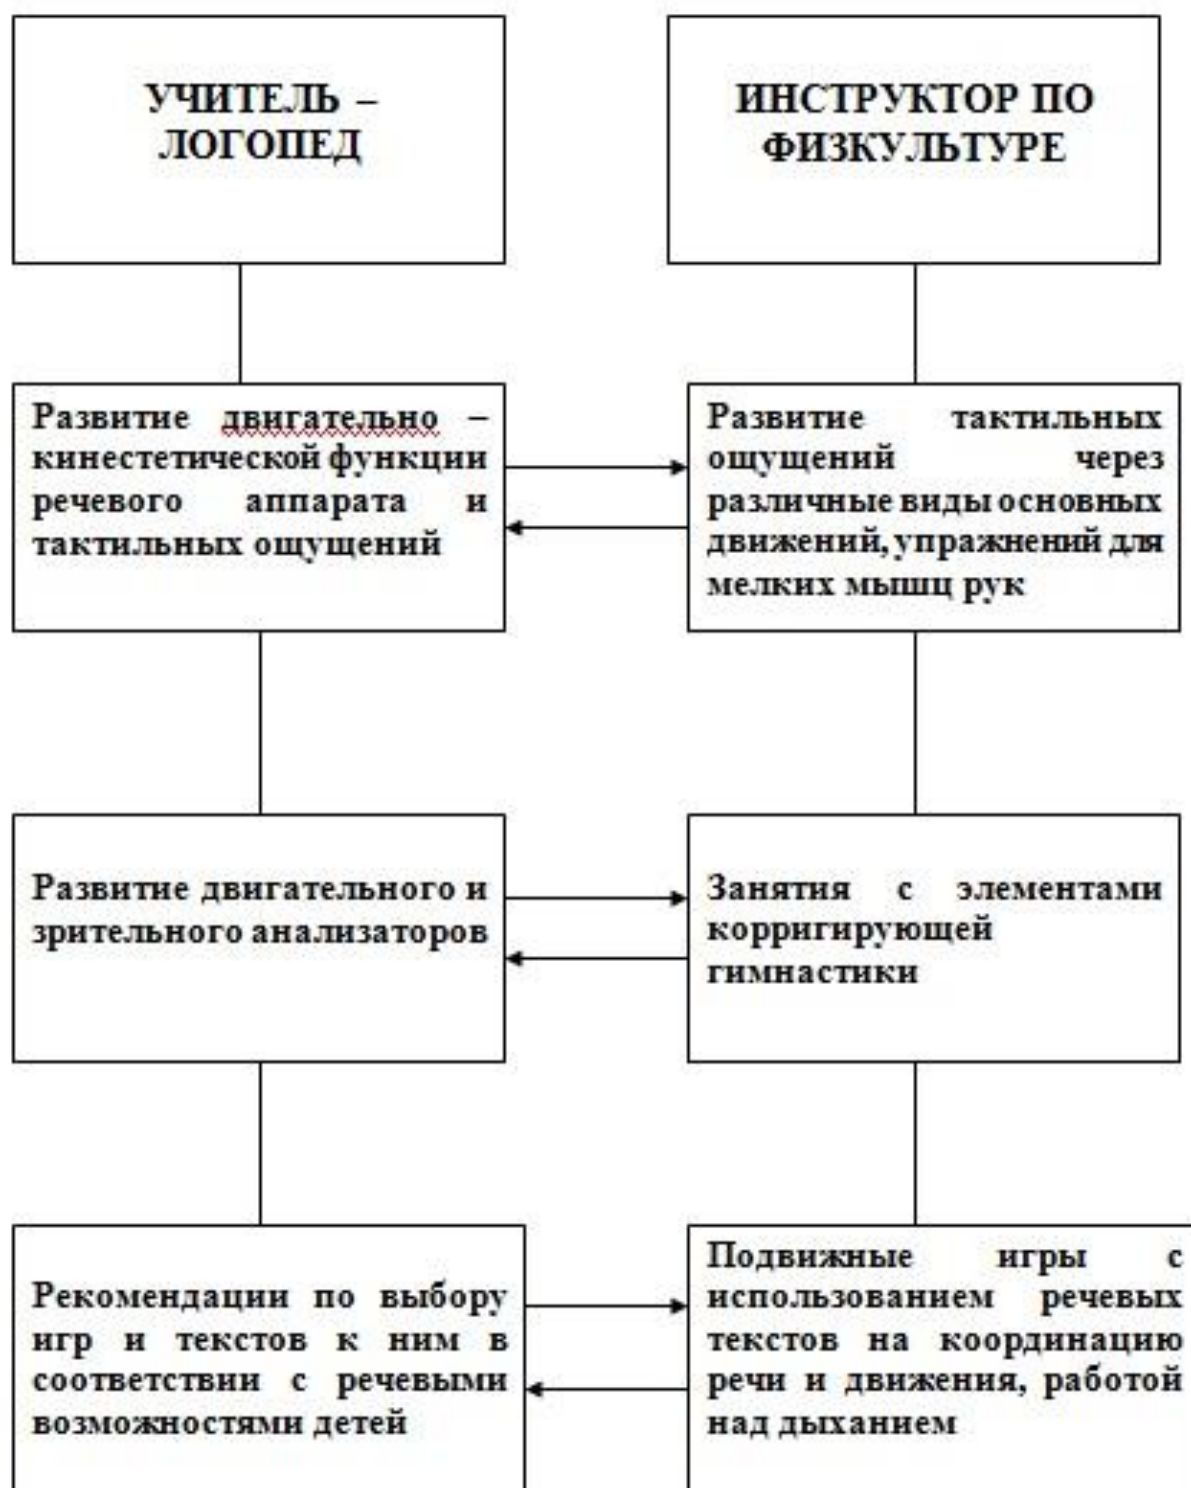 УЧИТЕЛЬ –
ЛОГОПЕД
ИНСТРУКТОР ПО
ФИЗКУЛЬТУРЕ
Развитие двигательно –
кинестетической функции
речевого аппарата и
тактильных ощущений
Развитие тактильных
ощущений через
различные виды основных
движений, упражнений для
мелких мышц рук
Развитие двигательного и
зрительного анализаторов
Занятия с элементами
корригирующей
гимнастики
Рекомендации по выбору
игр и текстов к ним в
соответствии с речевыми
возможностями детей
Подвижные игры с
использованием речевых
текстов на координацию
речи и движения, работой
над дыханием